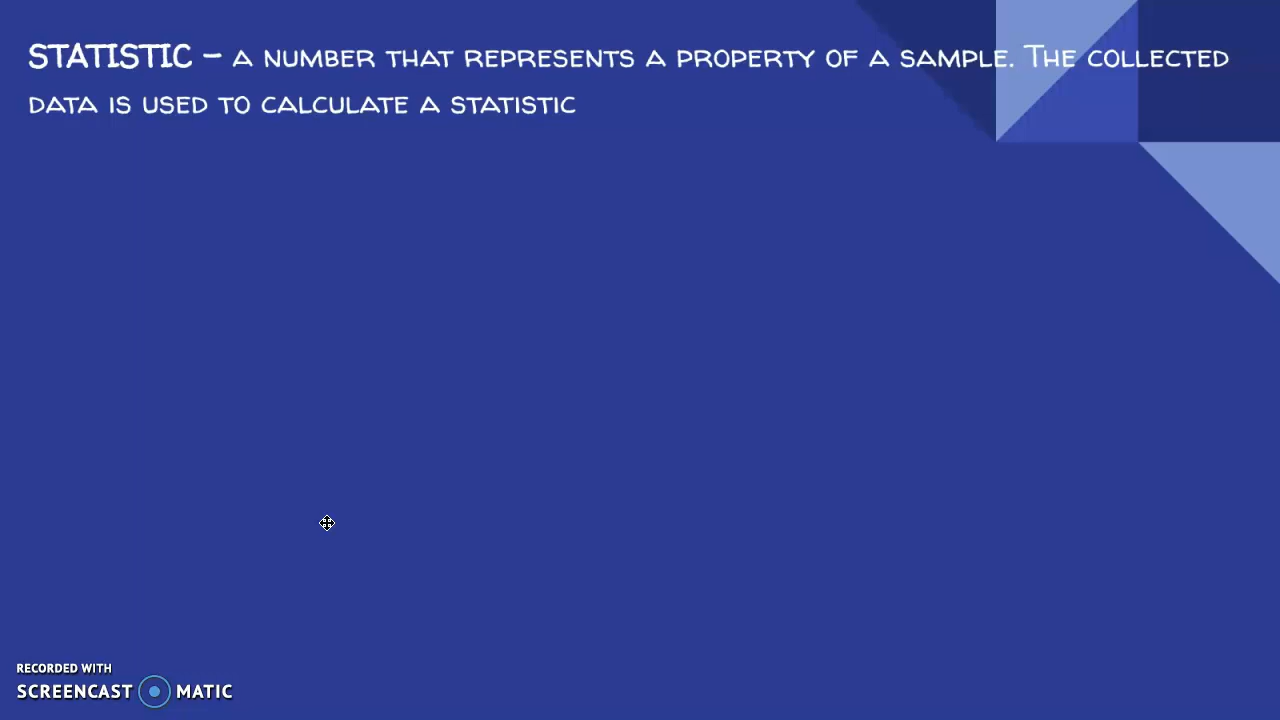 STATISTIC – A NUMBER THAT REPRESENTS A PROPERTY OF A SAMPLE. THE COLLECTED
DATA IS USED TO CALCULATE A STATISTIC
RECORDED WITH
SCREENCAST MATIC